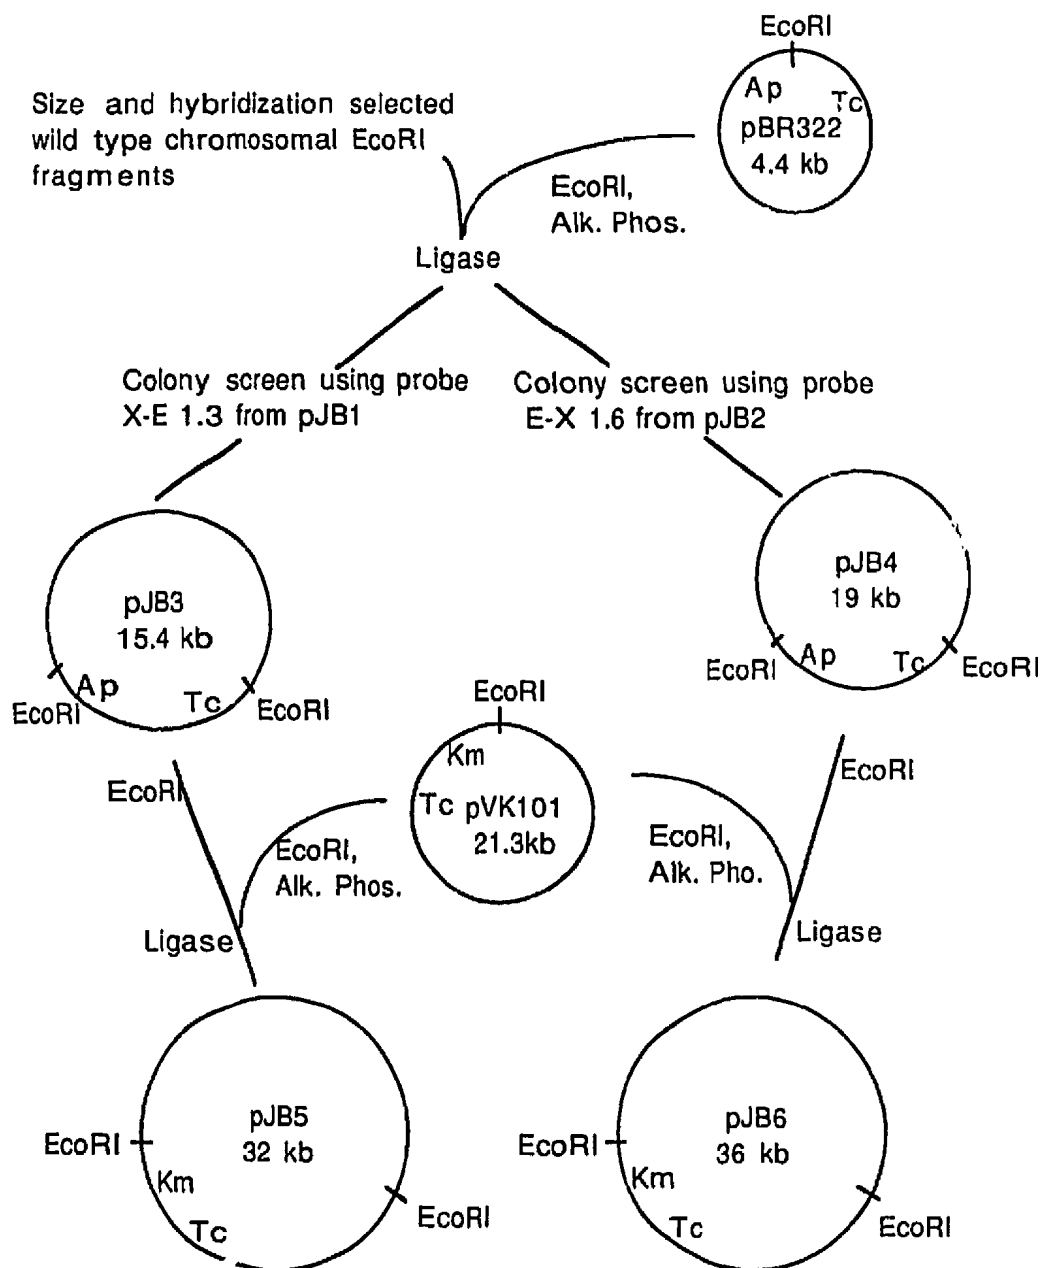 EcoRI
Ap
Tc
pBR322
4.4 kb
Size and hybridization selected
wild type chromosomal EcoRI
fragments
EcoRI,
Alk. Phos.
Ligase
Colony screen using probe
X-E 1.3 from pJB1
Colony screen using probe
E-X 1.6 from pJB2
pJB3
15.4 kb
EcoRI
Ap
Tc
EcoRI
pJB4
19 kb
EcoRI
Ap
Tc
EcoRI
EcoRI
Km
Tc pVK101
21.3kb
EcoRI
EcoRI,
Alk. Phos.
Ligase
EcoRI
EcoRI,
Alk. Pho.
Ligase
pJB5
32 kb
EcoRI
Km
Tc
EcoRI
pJB6
36 kb
EcoRI
Km
Tc
EcoRI